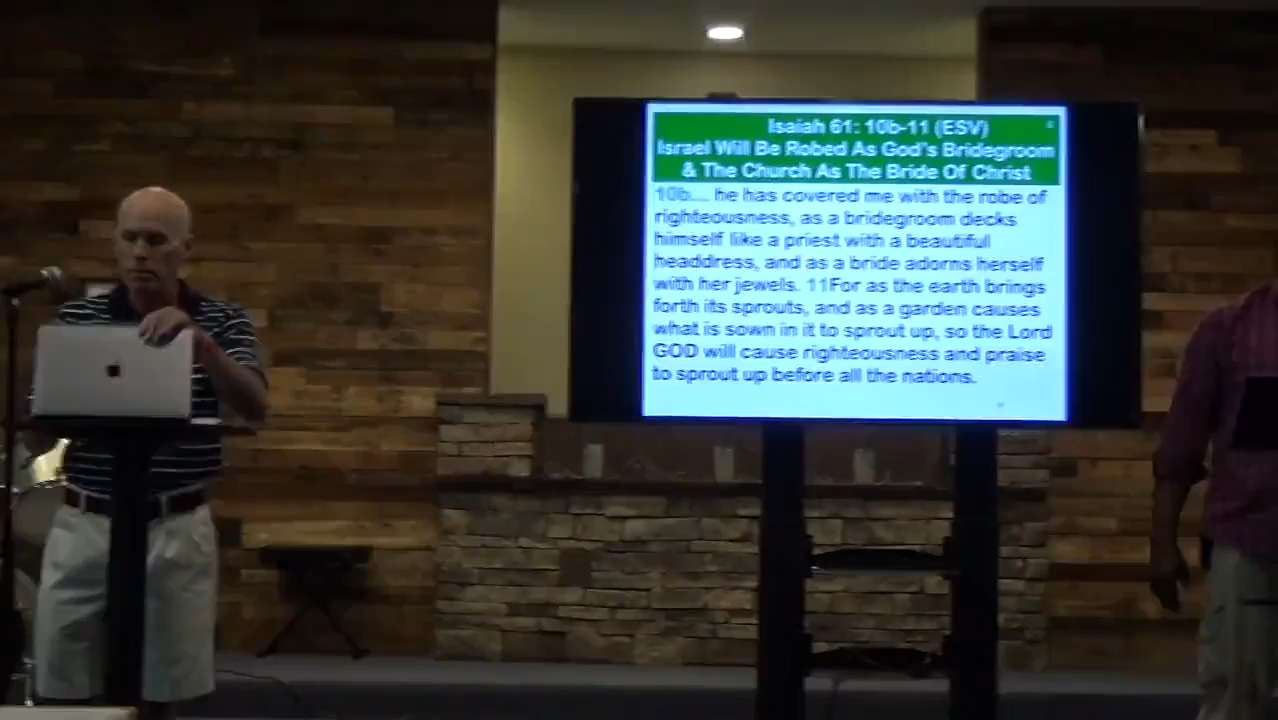 Isaiah 61: 10b-11 (ESV)
Israel Will Be Robed As God's Bridegroom
& The Church As The Bride Of Christ
10b... he has covered me with the robe of
righteousness, as a bridegroom decks
himself like a priest with a beautiful
headdress, and as a bride adorns herself
with her jewels. 11For as the earth brings
forth its sprouts, and as a garden causes
what is sown in it to sprout up, so the Lord
GOD will cause righteousness and praise
to sprout up before all the nations.